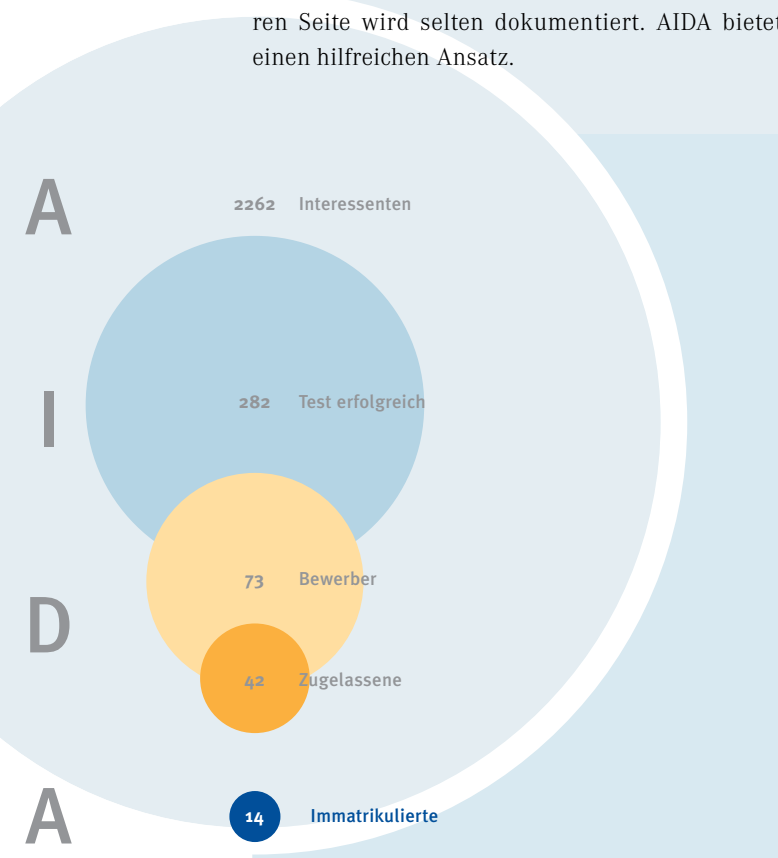 ren Seite wird selten dokumentiert. AIDA bietet
einen hilfreichen Ansatz.
A
2262 Interessenten
I
282 Test erfolgreich
73 Bewerber
D
42 Zugelassene
A
14 Immatrikulierte